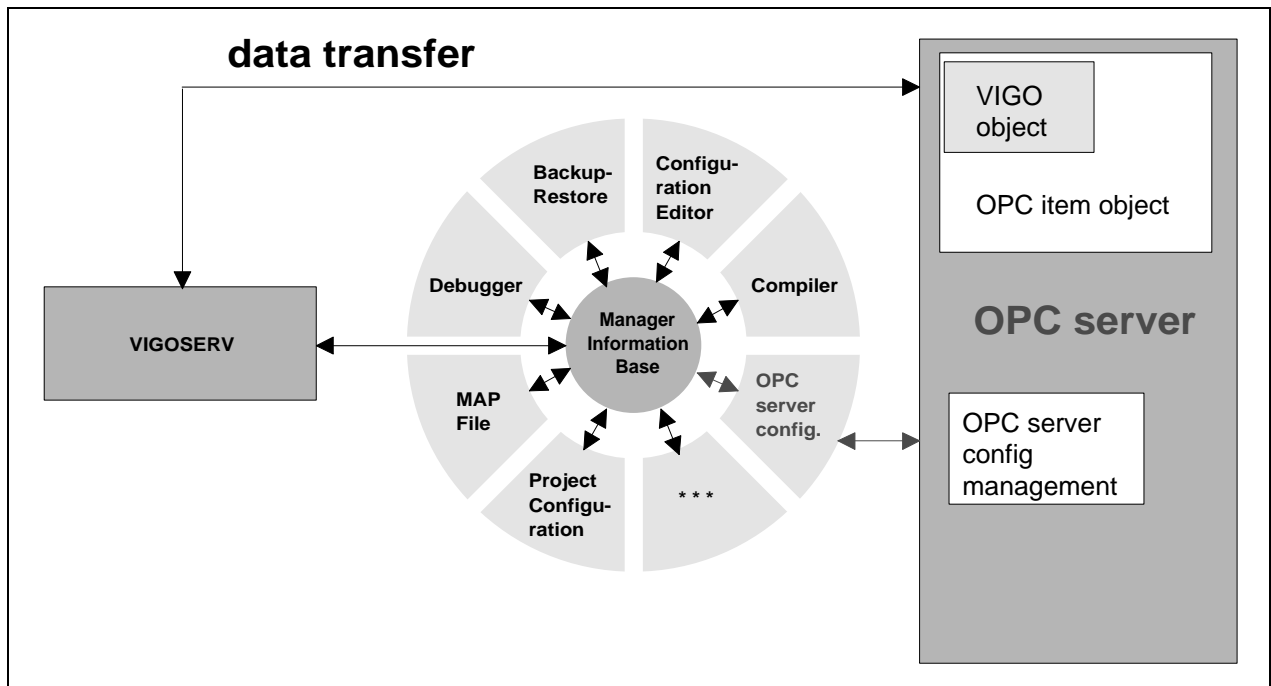 data transfer
VIGO
object
OPC item object
OPC server
OPC server
config
management
VIGOSERV
Backup-
Restore
Configu-
ration
Editor
Debugger
Compiler
Manager
Information
Base
MAP
File
OPC
server
config.
Project
Configu-
ration
* * *